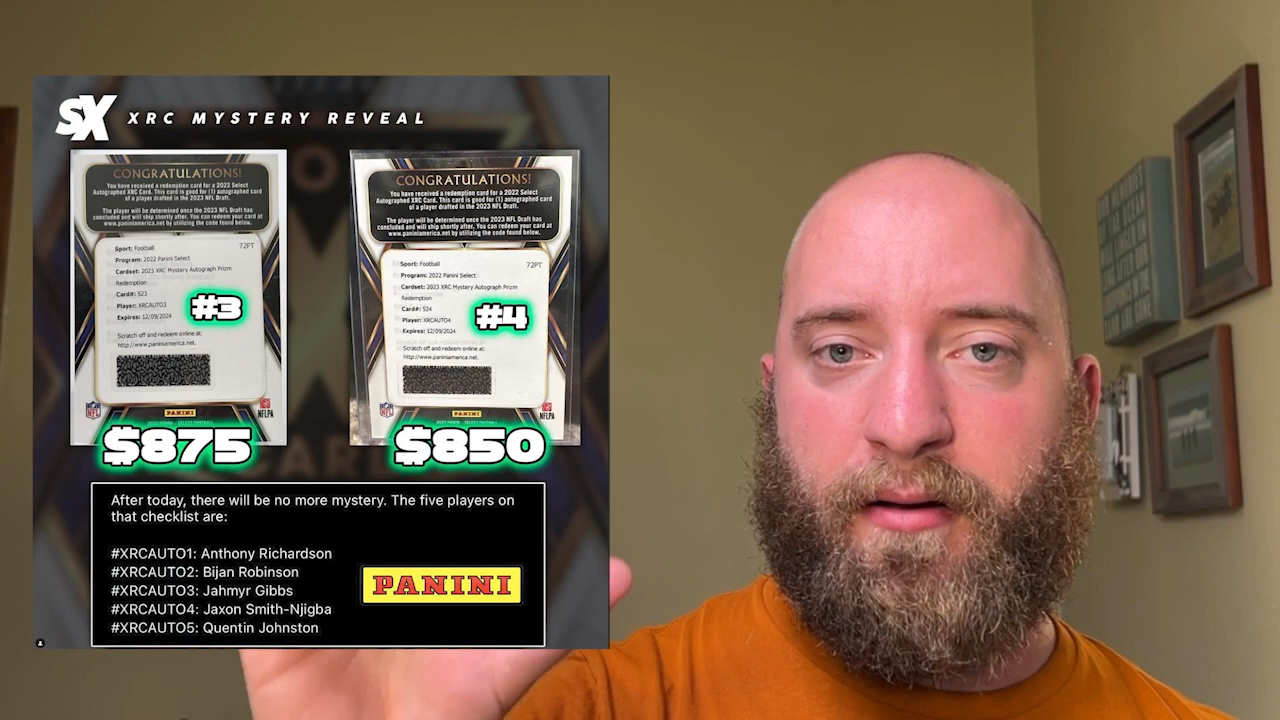 SX XRC MYSTERY REVEAL
CONGRATULATIONS!
You have received a redemption card for a 2022 Select
Autographed XRC Card. This card is good for (1) autographed card
of a player drafted in the 2023 NFL Draft.
The player will be determined once the 2023 NFL Draft has
concluded and will ship shortly after. You can redeem your card at
www.paniniamerica.net by utilizing the code found below.
Sport: Football
72PT
Program: 2022 Panini Select
Cardset: 2023 XRC Mystery Autograph Prizm
Redemption
Card#: S23
Player: XRCAUTO3
Expires: 12/09/2024
#3
Scratch off and redeem online at:
http://www.paniniamerica.net.
NFL
PANINI
NFLPA
$875
CONGRATULATIONS!
You have received a redemption card for a 2022 Select
Autographed XRC Card. This card is good for (1) autographed card
of a player drafted in the 2023 NFL Draft.
The player will be determined once the 2023 NFL Draft has
concluded and will ship shortly after. You can redeem your card at
www.paniniamerica.net by utilizing the code found below.
Sport: Football
72PT
Program: 2022 Panini Select
Cardset: 2023 XRC Mystery Autograph Prizm
Redemption
Card#: S24
Player: XRCAUTO4
Expires: 12/09/2024
#4
Scratch off and redeem online at:
http://www.paniniamerica.net.
NFL
PANINI
NFLPA
$850
After today, there will be no more mystery. The five players on
that checklist are:
#XRCAUTO1: Anthony Richardson
#XRCAUTO2: Bijan Robinson
#XRCAUTO3: Jahmyr Gibbs
#XRCAUTO4: Jaxon Smith-Njigba
#XRCAUTO5: Quentin Johnston
PANINI